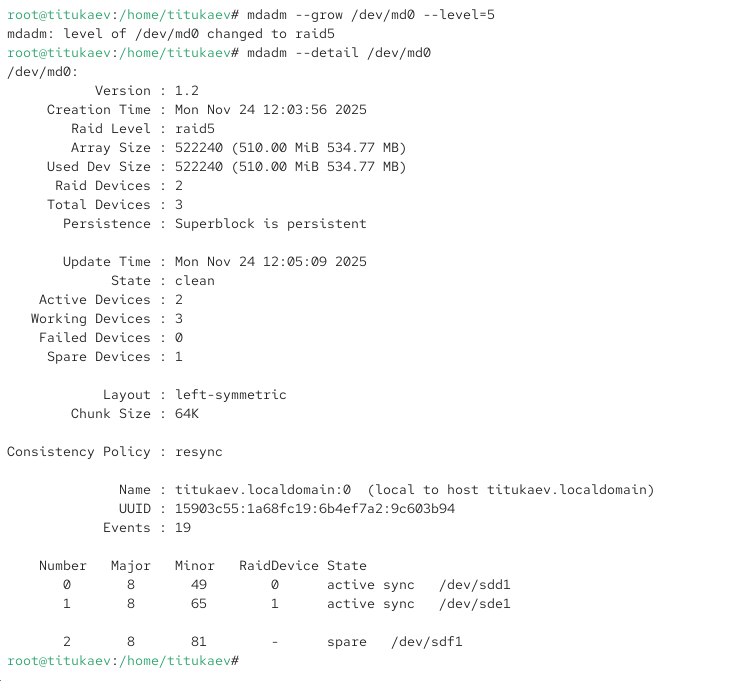 root@titukaev:/home/titukaev# mdadm --grow /dev/md0 --level=5
mdadm: level of /dev/md0 changed to raid5
root@titukaev:/home/titukaev# mdadm --detail /dev/md0
/dev/md0:
           Version : 1.2
     Creation Time : Mon Nov 24 12:03:56 2025
        Raid Level : raid5
        Array Size : 522240 (510.00 MiB 534.77 MB)
     Used Dev Size : 522240 (510.00 MiB 534.77 MB)
      Raid Devices : 2
     Total Devices : 3
       Persistence : Superblock is persistent

       Update Time : Mon Nov 24 12:05:09 2025
             State : clean
    Active Devices : 2
   Working Devices : 3
    Failed Devices : 0
     Spare Devices : 1

            Layout : left-symmetric
        Chunk Size : 64K

Consistency Policy : resync

              Name : titukaev.localdomain:0  (local to host titukaev.localdomain)
              UUID : 15903c55:1a68fc19:6b4ef7a2:9c603b94
            Events : 19

    Number   Major   Minor   RaidDevice State
       0       8       49        0      active sync   /dev/sdd1
       1       8       65        1      active sync   /dev/sde1

       2       8       81        -      spare   /dev/sdf1
root@titukaev:/home/titukaev#